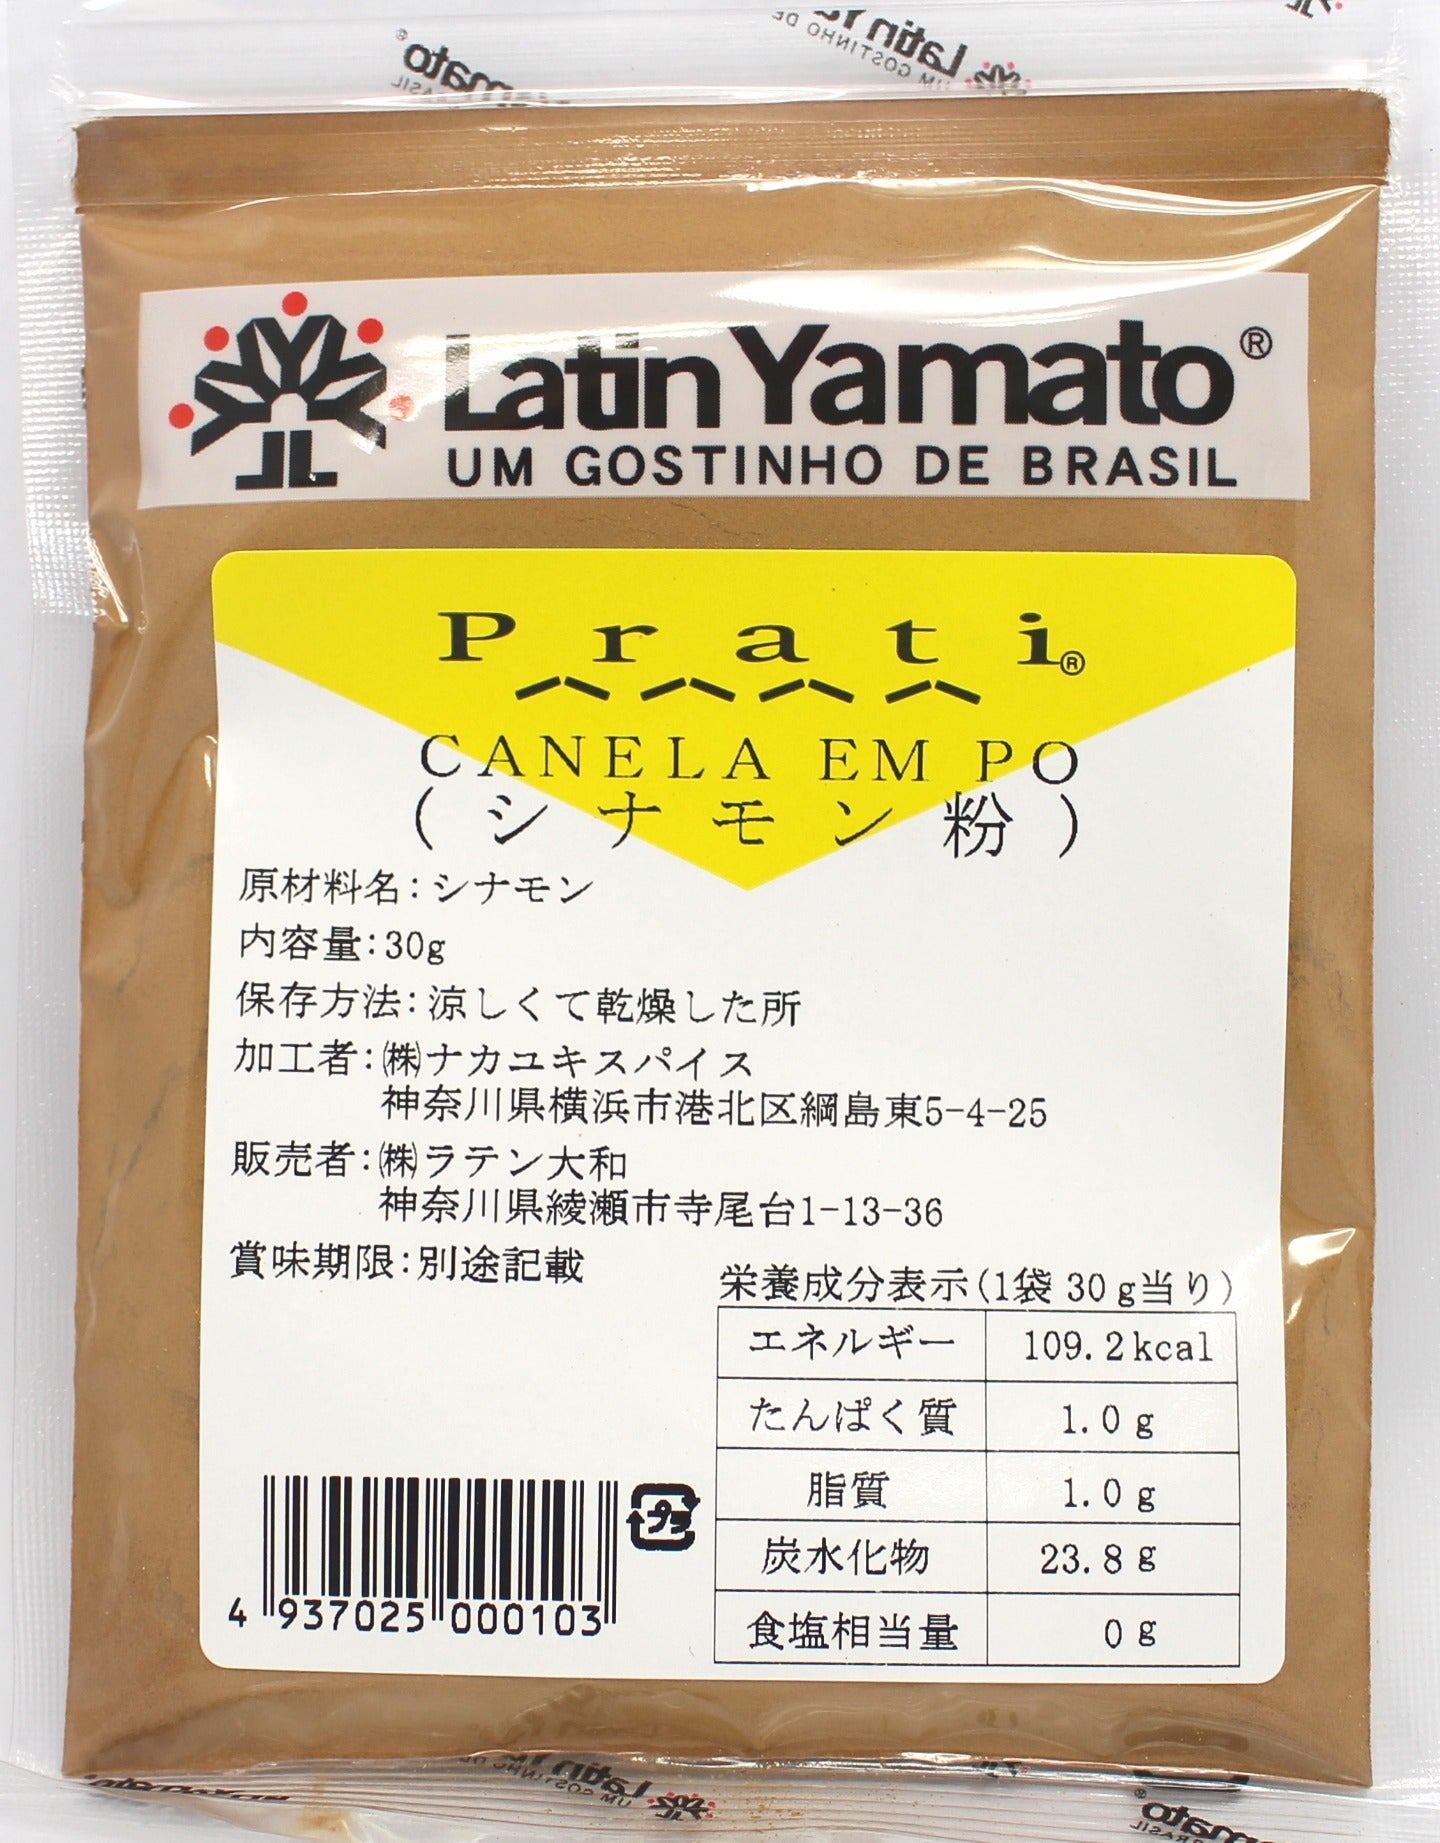 Latin Yamato®
UM GOSTINHO DE BRASIL
Prati®
CANELA EM PO
(シナモン粉)
原材料名:シナモン
内容量:30g
保存方法:涼しくて乾燥した所
加工者:㈱ナカユキスパイス
神奈川県横浜市港北区綱島東5-4-25
販売者:㈱ラテン大和
神奈川県綾瀬市寺尾台1-13-36
賞味期限:別途記載
栄養成分表示(1袋 30g当り)
エネルギー 109.2kcal
たんぱく質 1.0g
脂質 1.0g
炭水化物 23.8g
食塩相当量 0g
プラ
4 937025 000103